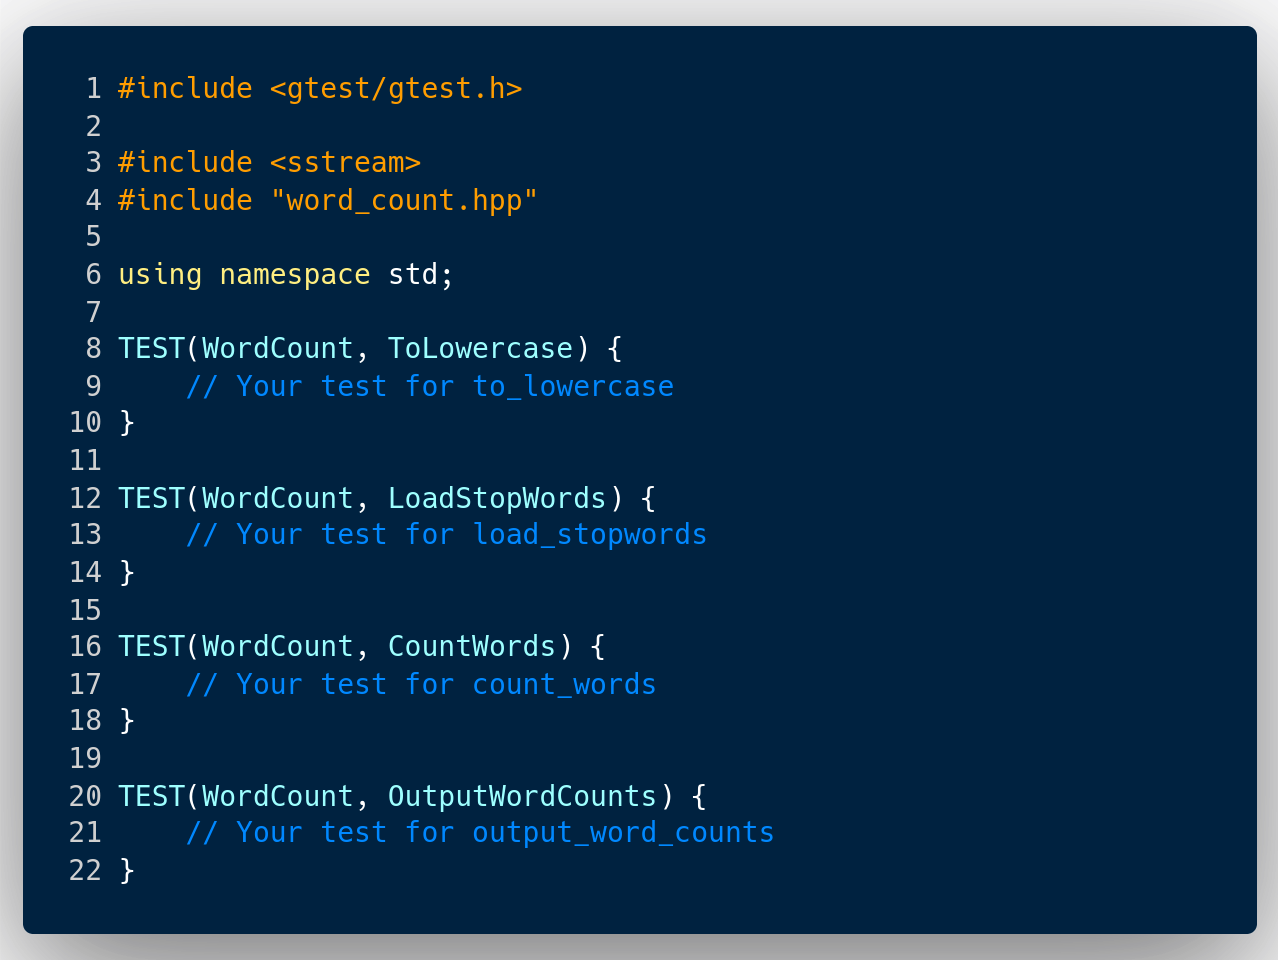 1 #include <gtest/gtest.h>
2
3 #include <sstream>
4 #include "word_count.hpp"
5
6 using namespace std;
7
8 TEST(WordCount, ToLowercase) {
9     // Your test for to_lowercase
10 }
11
12 TEST(WordCount, LoadStopWords) {
13     // Your test for load_stopwords
14 }
15
16 TEST(WordCount, CountWords) {
17     // Your test for count_words
18 }
19
20 TEST(WordCount, OutputWordCounts) {
21     // Your test for output_word_counts
22 }